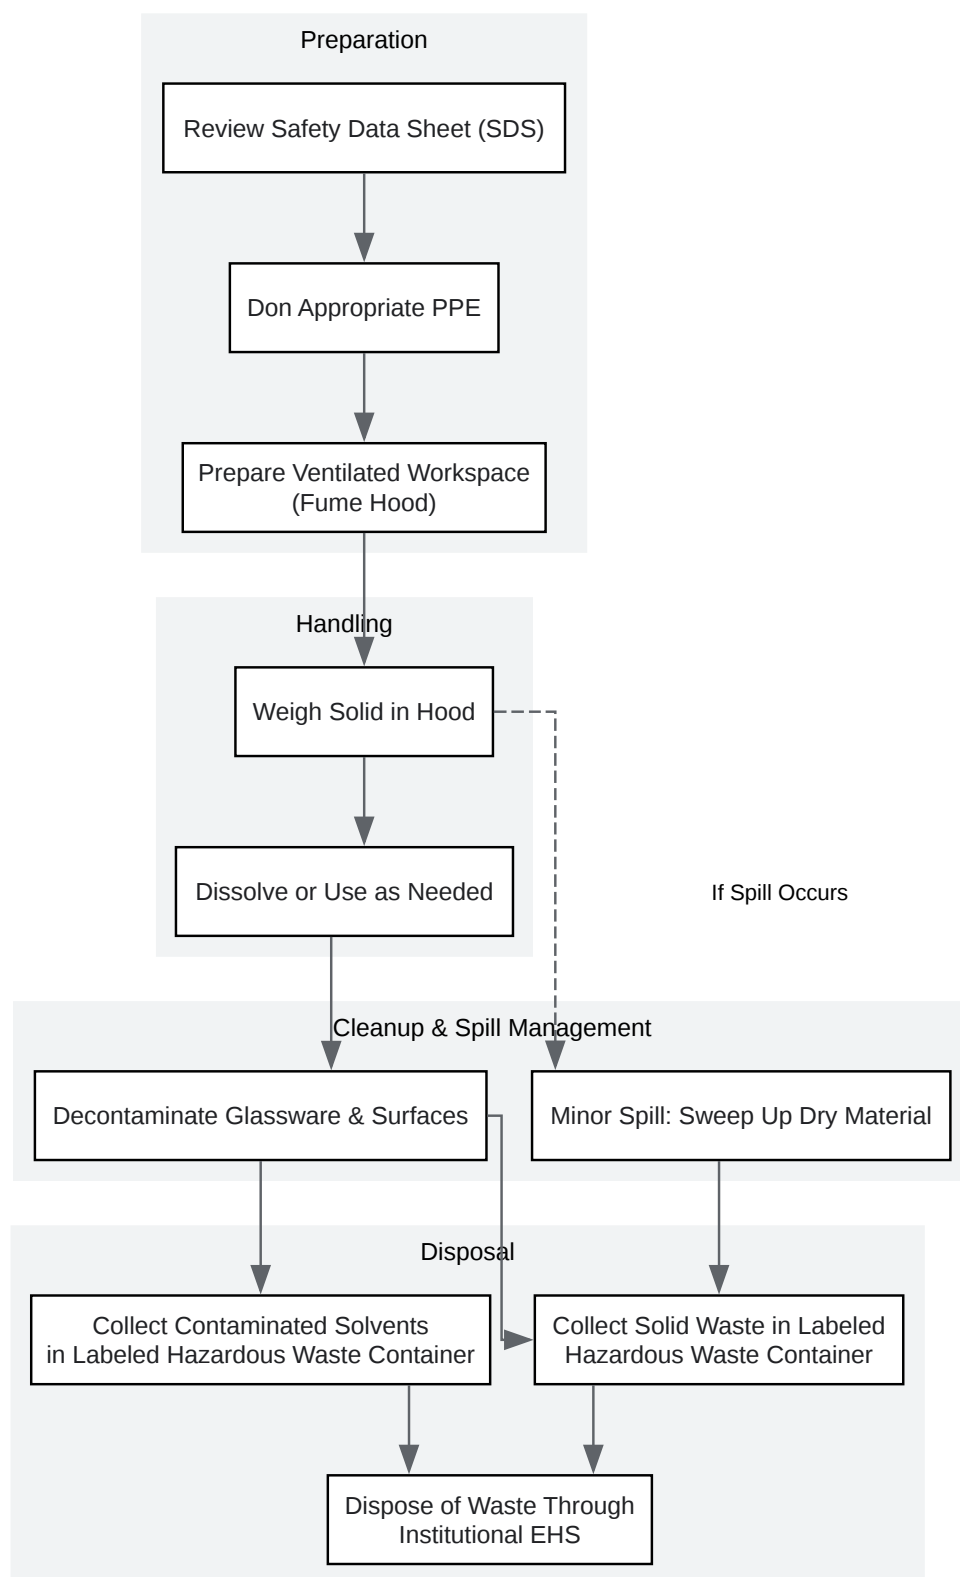 Preparation
Review Safety Data Sheet (SDS)
Don Appropriate PPE
Prepare Ventilated Workspace
(Fume Hood)
Handling
Weigh Solid in Hood
Dissolve or Use as Needed
If Spill Occurs
Cleanup & Spill Management
Decontaminate Glassware & Surfaces
Minor Spill: Sweep Up Dry Material
Disposal
Collect Contaminated Solvents
in Labeled Hazardous Waste Container
Collect Solid Waste in Labeled
Hazardous Waste Container
Dispose of Waste Through
Institutional EHS